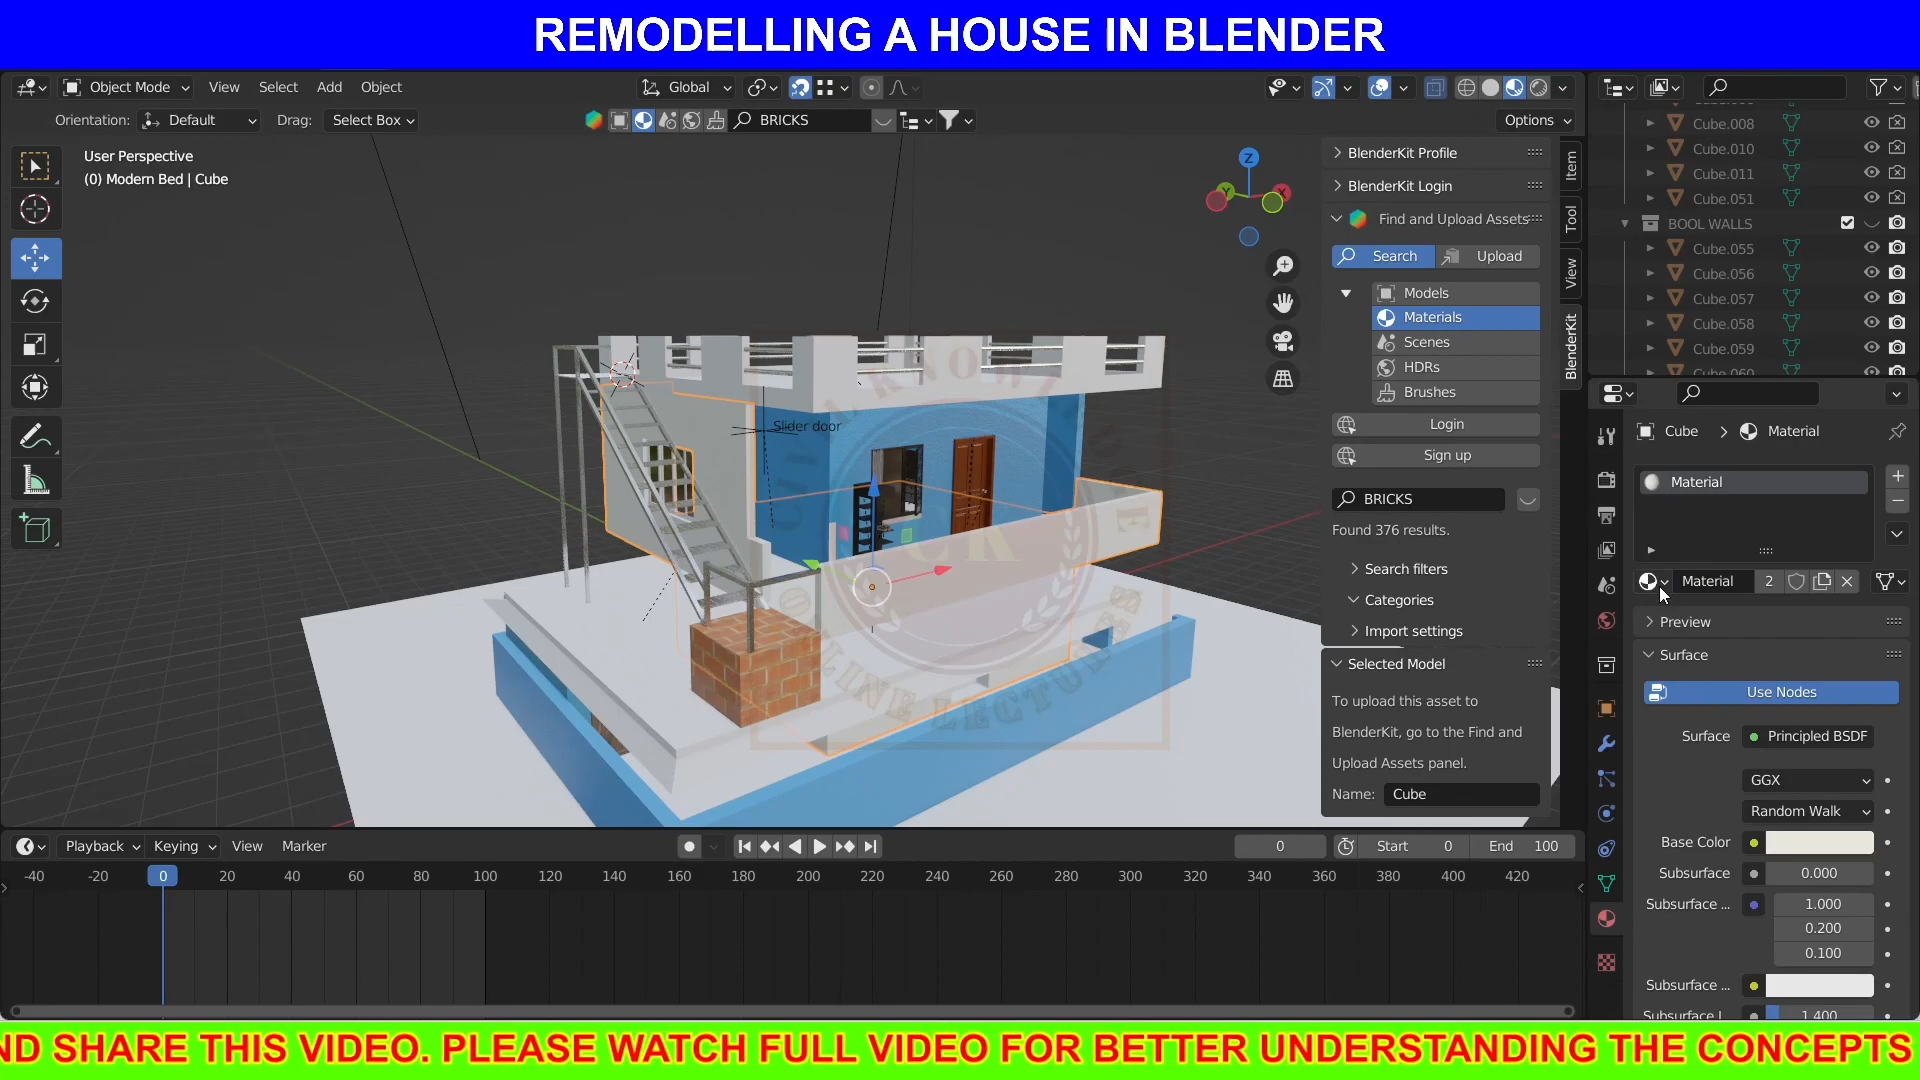 REMODELLING A HOUSE IN BLENDER
Object Mode View Select Add Object Global
Orientation: Default Drag: Select Box BRICKS Options
User Perspective
(0) Modern Bed | Cube
Z
Y X
Slider door
BlenderKit Profile
BlenderKit Login
Find and Upload Assets
Search Upload
Models
Materials
Scenes
HDRs
Brushes
Login
Sign up
BRICKS
Found 376 results.
Search filters
Categories
Import settings
Selected Model
To upload this asset to
BlenderKit, go to the Find and
Upload Assets panel.
Name: Cube
Item
Tool
View
BlenderKit
Cube.008
Cube.010
Cube.011
Cube.051
BOOL WALLS
Cube.055
Cube.056
Cube.057
Cube.058
Cube.059
Cube.060
Cube > Material
Material
Material 2
Preview
Surface
Use Nodes
Surface Principled BSDF
GGX
Random Walk
Base Color
Subsurface 0.000
Subsurface ... 1.000
0.200
0.100
Subsurface ...
Subsurface I... 1.400
Playback Keying View Marker 0 Start 0 End 100
-40 -20 0 20 40 60 80 100 120 140 160 180 200 220 240 260 280 300 320 340 360 380 400 420
ND SHARE THIS VIDEO. PLEASE WATCH FULL VIDEO FOR BETTER UNDERSTANDING THE CONCEPTS